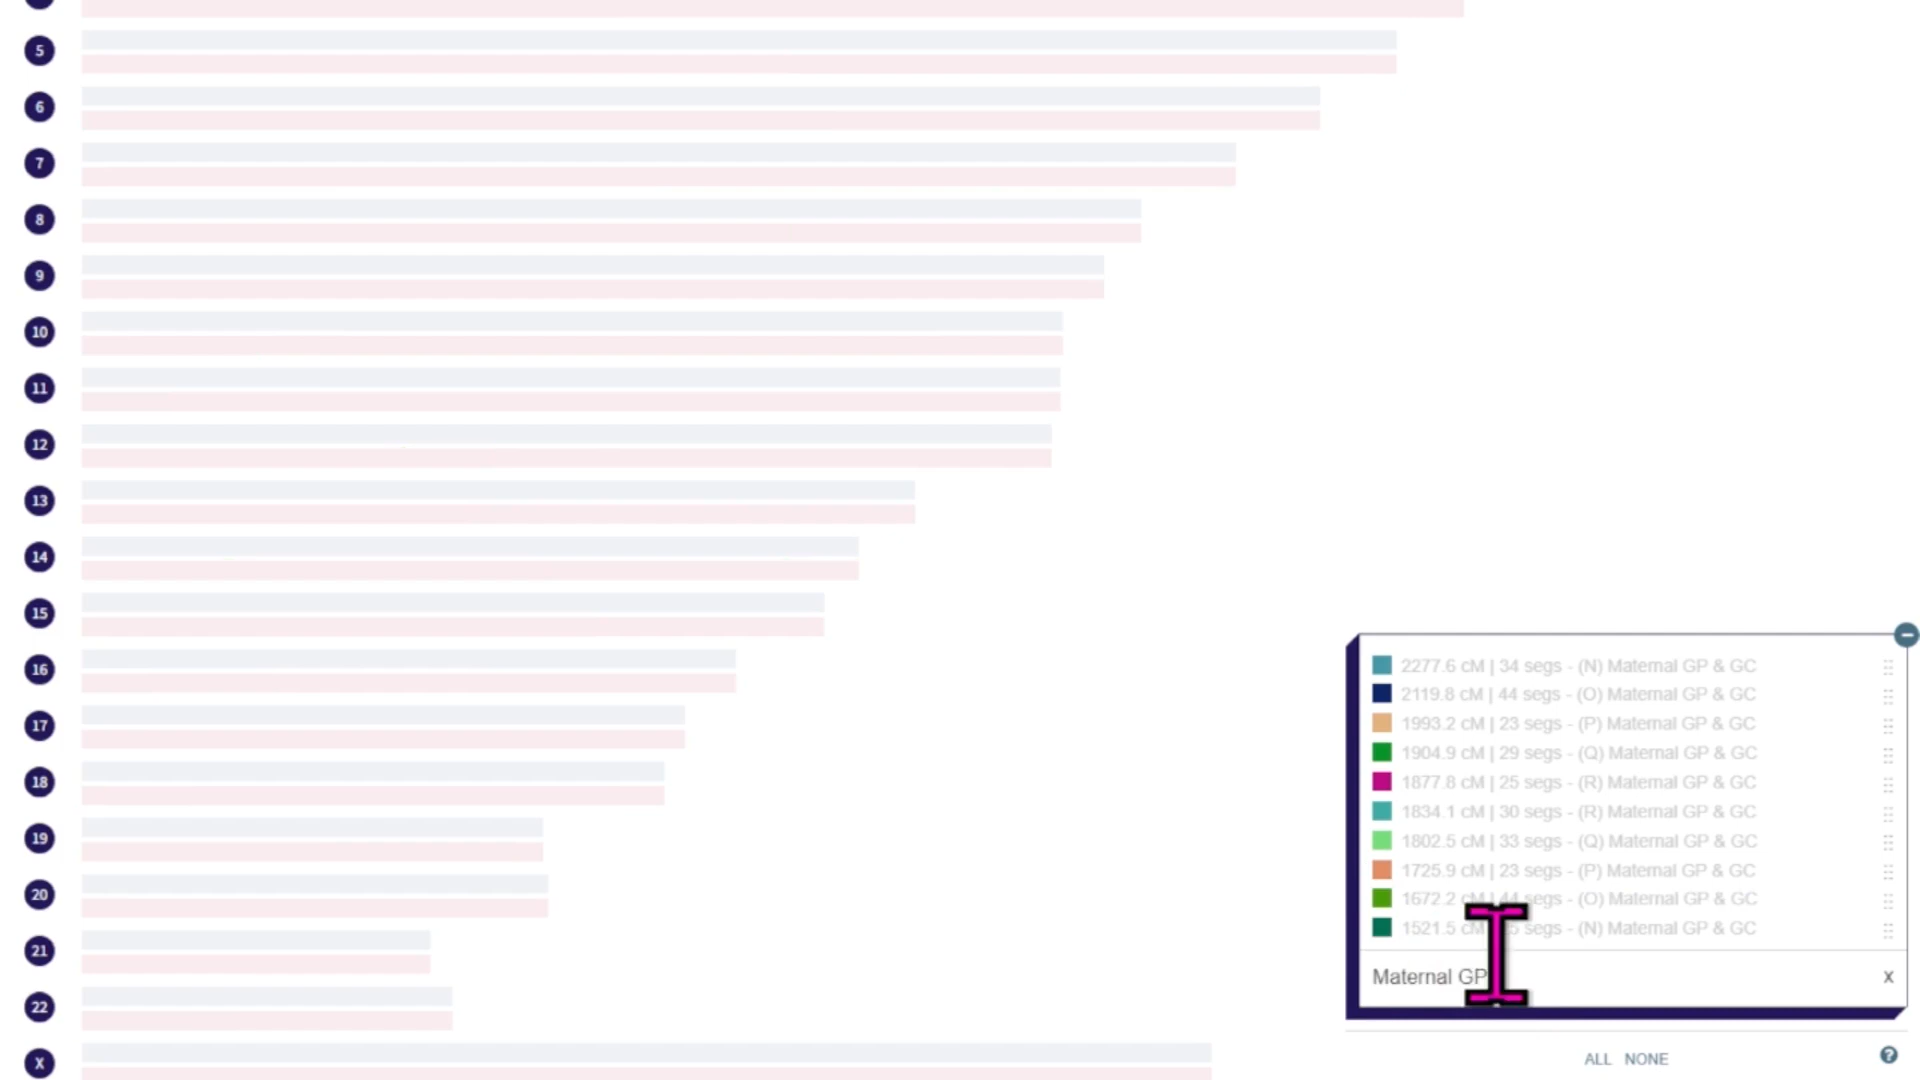 5
6
7
8
9
10
11
12
13
14
15
16
17
18
19
20
21
22
X
2277.6 cM | 34 segs - (N) Maternal GP & GC
2119.8 cM | 44 segs - (O) Maternal GP & GC
1993.2 cM | 23 segs - (P) Maternal GP & GC
1904.9 cM | 29 segs - (Q) Maternal GP & GC
1877.8 cM | 25 segs - (R) Maternal GP & GC
1834.1 cM | 30 segs - (R) Maternal GP & GC
1802.5 cM | 33 segs - (Q) Maternal GP & GC
1725.9 cM | 23 segs - (P) Maternal GP & GC
1672.2 cM | 44 segs - (O) Maternal GP & GC
1521.5 cM segs - (N) Maternal GP & GC
Maternal GP X
ALL NONE ?